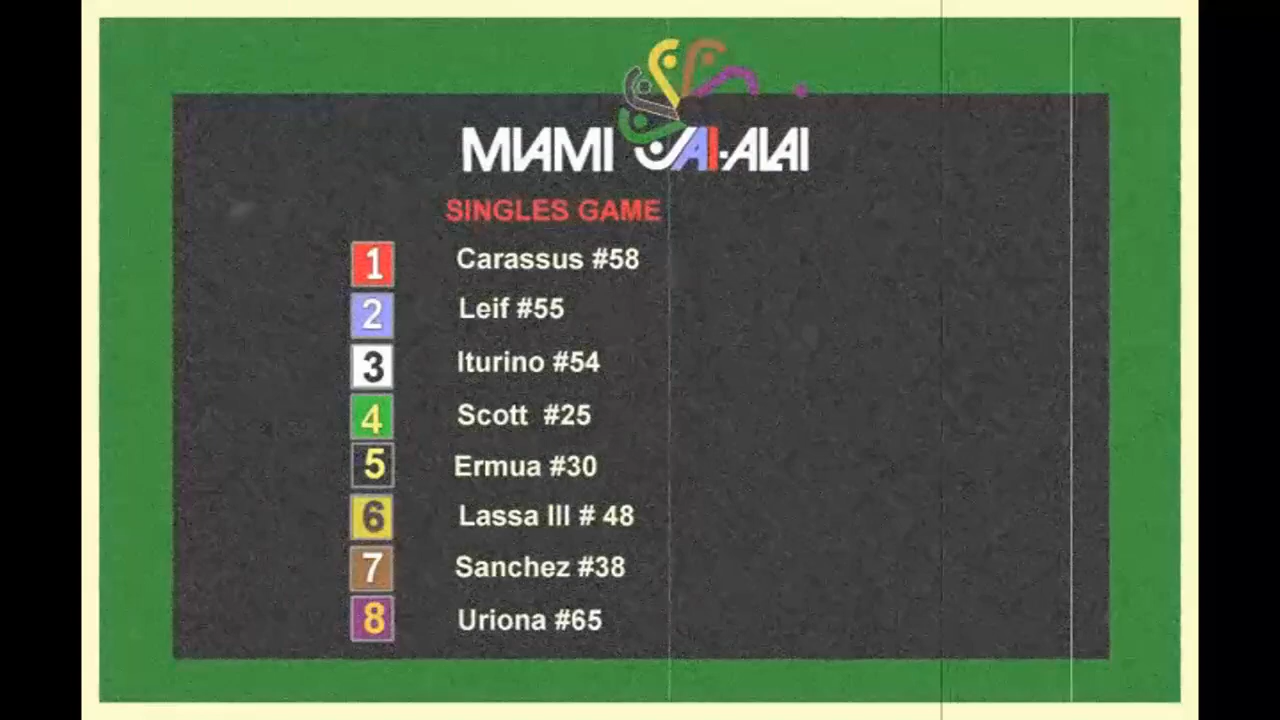 MIAMI JAI-ALAI
SINGLES GAME
1 Carassus #58
2 Leif #55
3 Iturino #54
4 Scott #25
5 Ermua #30
6 Lassa III # 48
7 Sanchez #38
8 Uriona #65